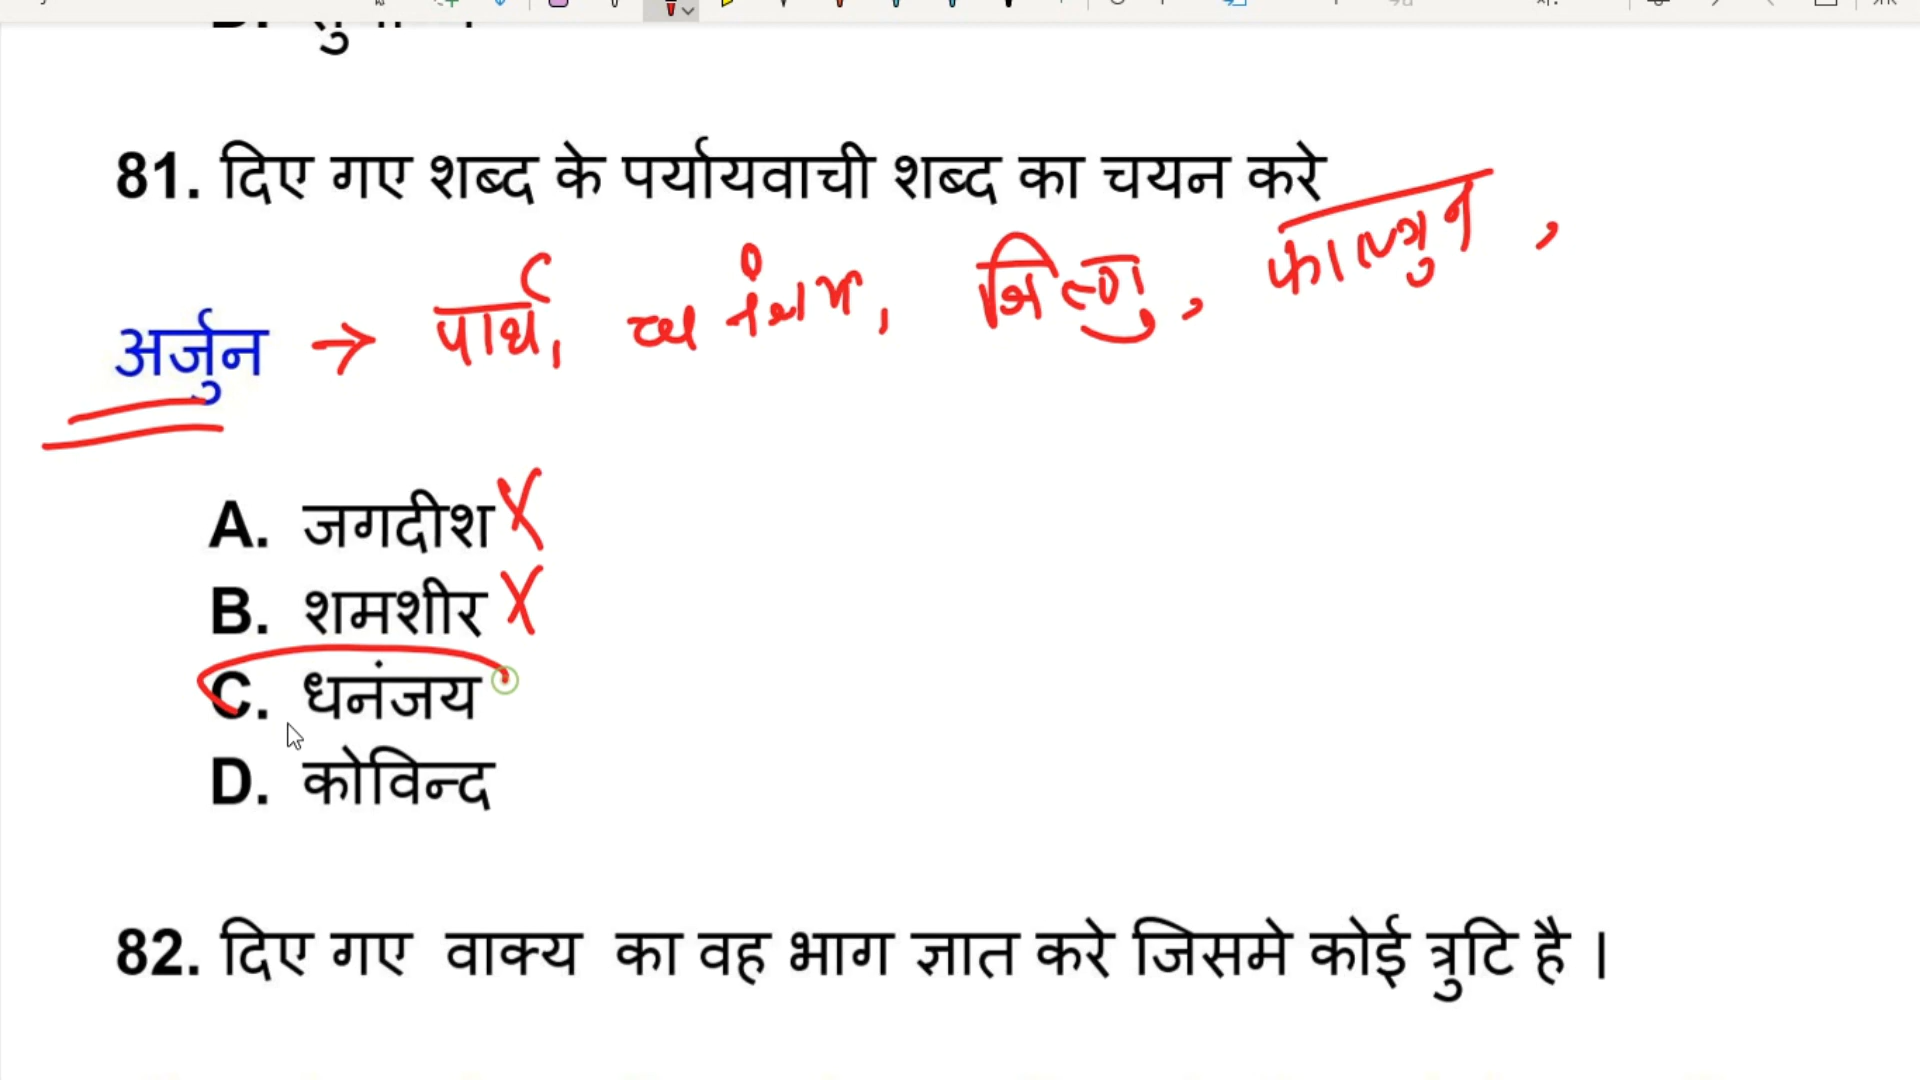 81. दिए गए शब्द के पर्यायवाची शब्द का चयन करे
अर्जुन → पार्थ, धनंजय, जिष्णु, फाल्गुन,
A. जगदीश X
B. शमशीर X
C. धनंजय
D. कोविन्द
82. दिए गए वाक्य का वह भाग ज्ञात करे जिसमे कोई त्रुटि है ।